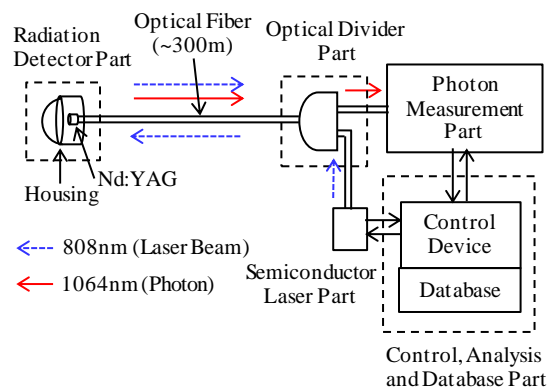 Radiation
Detector Part
Optical Fiber
(~300m)
Optical Divider
Part
Photon
Measurement
Part
Housing
Nd:YAG
808nm (Laser Beam)
1064nm (Photon)
Semiconductor
Laser Part
Control
Device
Database
Control, Analysis
and Database Part